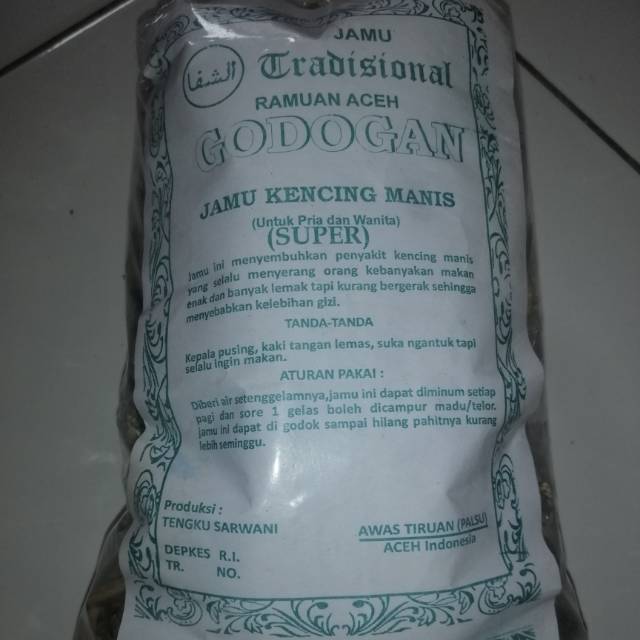 JAMU
الشفا
Tradisional
RAMUAN ACEH
GODOGAN
JAMU KENCING MANIS
(Untuk Pria dan Wanita)
(SUPER)
Jamu ini menyembuhkan penyakit kencing manis
yang selalu menyerang orang kebanyakan makan
enak dan banyak lemak tapi kurang bergerak sehingga
menyebabkan kelebihan gizi.
TANDA-TANDA
Kepala pusing, kaki tangan lemas, suka ngantuk tapi
selalu ingin makan.
ATURAN PAKAI :
Diberi air setenggelamnya,jamu ini dapat diminum setiap
pagi dan sore 1 gelas boleh dicampur madu/telor.
jamu ini dapat di godok sampai hilang pahitnya kurang
lebih seminggu.
Produksi :
TENGKU SARWANI
AWAS TIRUAN (PALSU)
ACEH Indonesia
DEPKES R.I.
TR. NO.